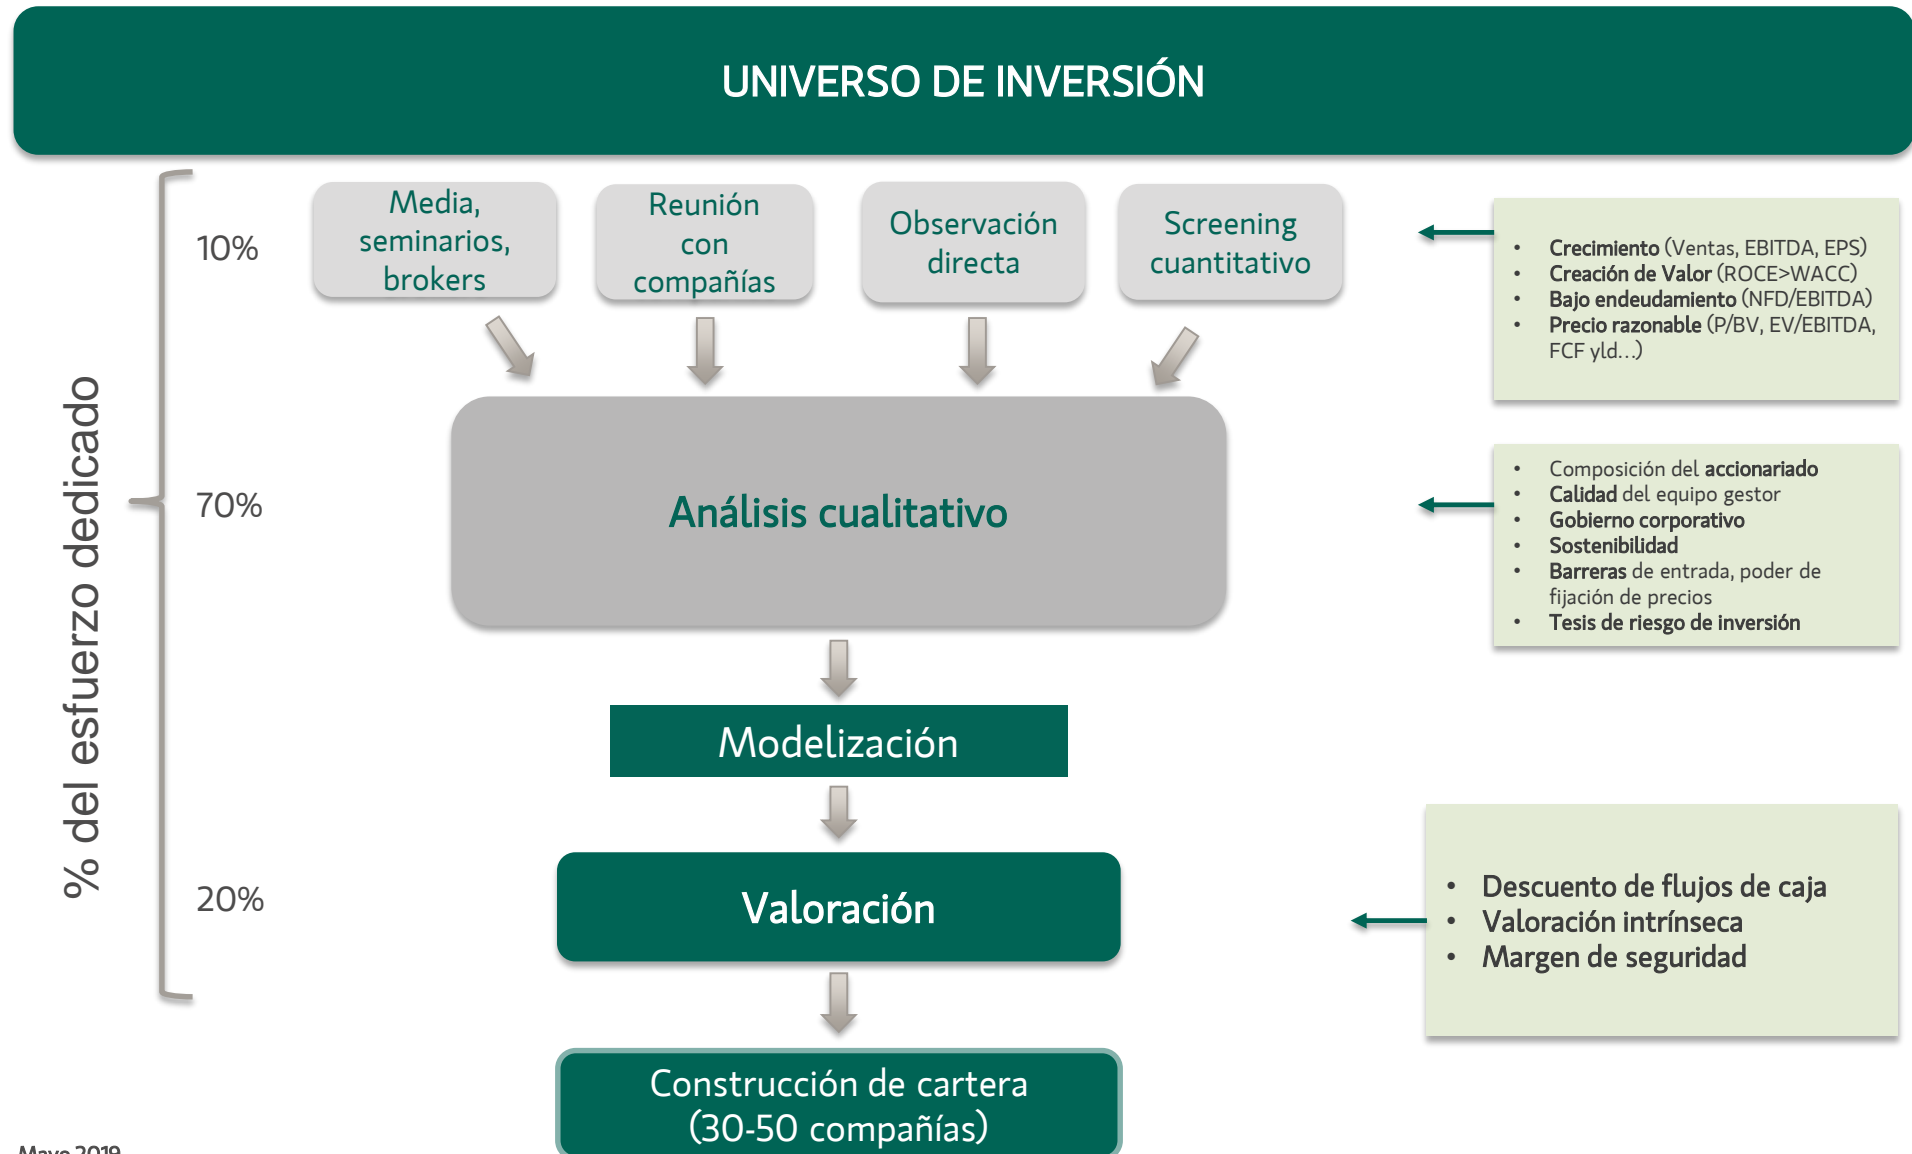 UNIVERSO DE INVERSIÓN
% del esfuerzo dedicado
10%
Media,
seminarios,
brokers
Reunión
con
compañías
Observación
directa
Screening
cuantitativo
• Crecimiento (Ventas, EBITDA, EPS)
• Creación de Valor (ROCE>WACC)
• Bajo endeudamiento (NFD/EBITDA)
• Precio razonable (P/BV, EV/EBITDA,
FCF yld...)
70%
Análisis cualitativo
• Composición del accionariado
• Calidad del equipo gestor
• Gobierno corporativo
• Sostenibilidad
• Barreras de entrada, poder de
fijación de precios
• Tesis de riesgo de inversión
Modelización
20%
Valoración
• Descuento de flujos de caja
• Valoración intrínseca
• Margen de seguridad
Construcción de cartera
(30-50 compañías)
Mayo 2019